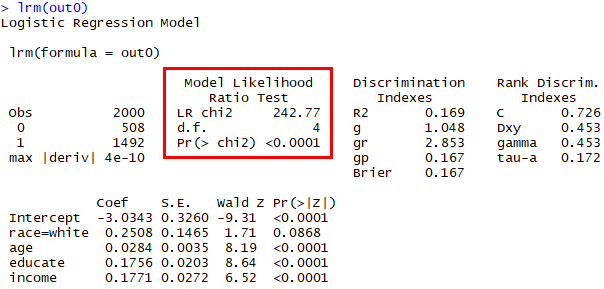 > lrm(out0)
Logistic Regression Model
lrm(formula = out0)
Model Likelihood Discrimination Rank Discrim.
Ratio Test Indexes Indexes
Obs 2000 LR chi2 242.77 R2 0.169 C 0.726
0 508 d.f. 4 g 1.048 Dxy 0.453
1 1492 Pr(> chi2) <0.0001 gr 2.853 gamma 0.453
max |deriv| 4e-10 gp 0.167 tau-a 0.172
Brier 0.167
Coef S.E. Wald Z Pr(>|Z|)
Intercept -3.0343 0.3260 -9.31 <0.0001
race=white 0.2508 0.1465 1.71 0.0868
age 0.0284 0.0035 8.19 <0.0001
educate 0.1756 0.0203 8.64 <0.0001
income 0.1771 0.0272 6.52 <0.0001